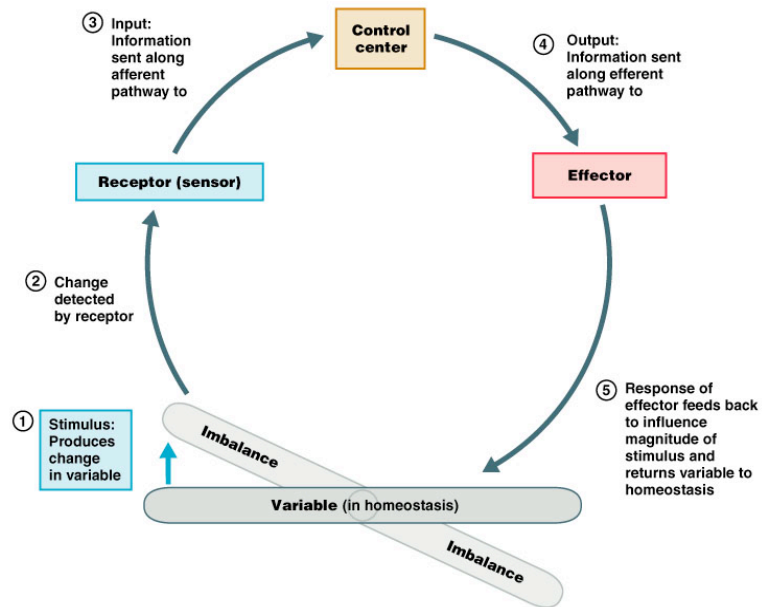 ③ Input:
Information
sent along
afferent
pathway to
Control
center
④ Output:
Information sent
along efferent
pathway to
Receptor (sensor)
Effector
② Change
detected
by receptor
① Stimulus:
Produces
change
in variable
Imbalance
Variable (in homeostasis)
Imbalance
⑤ Response of
effector feeds back
to influence
magnitude of
stimulus and
returns variable to
homeostasis